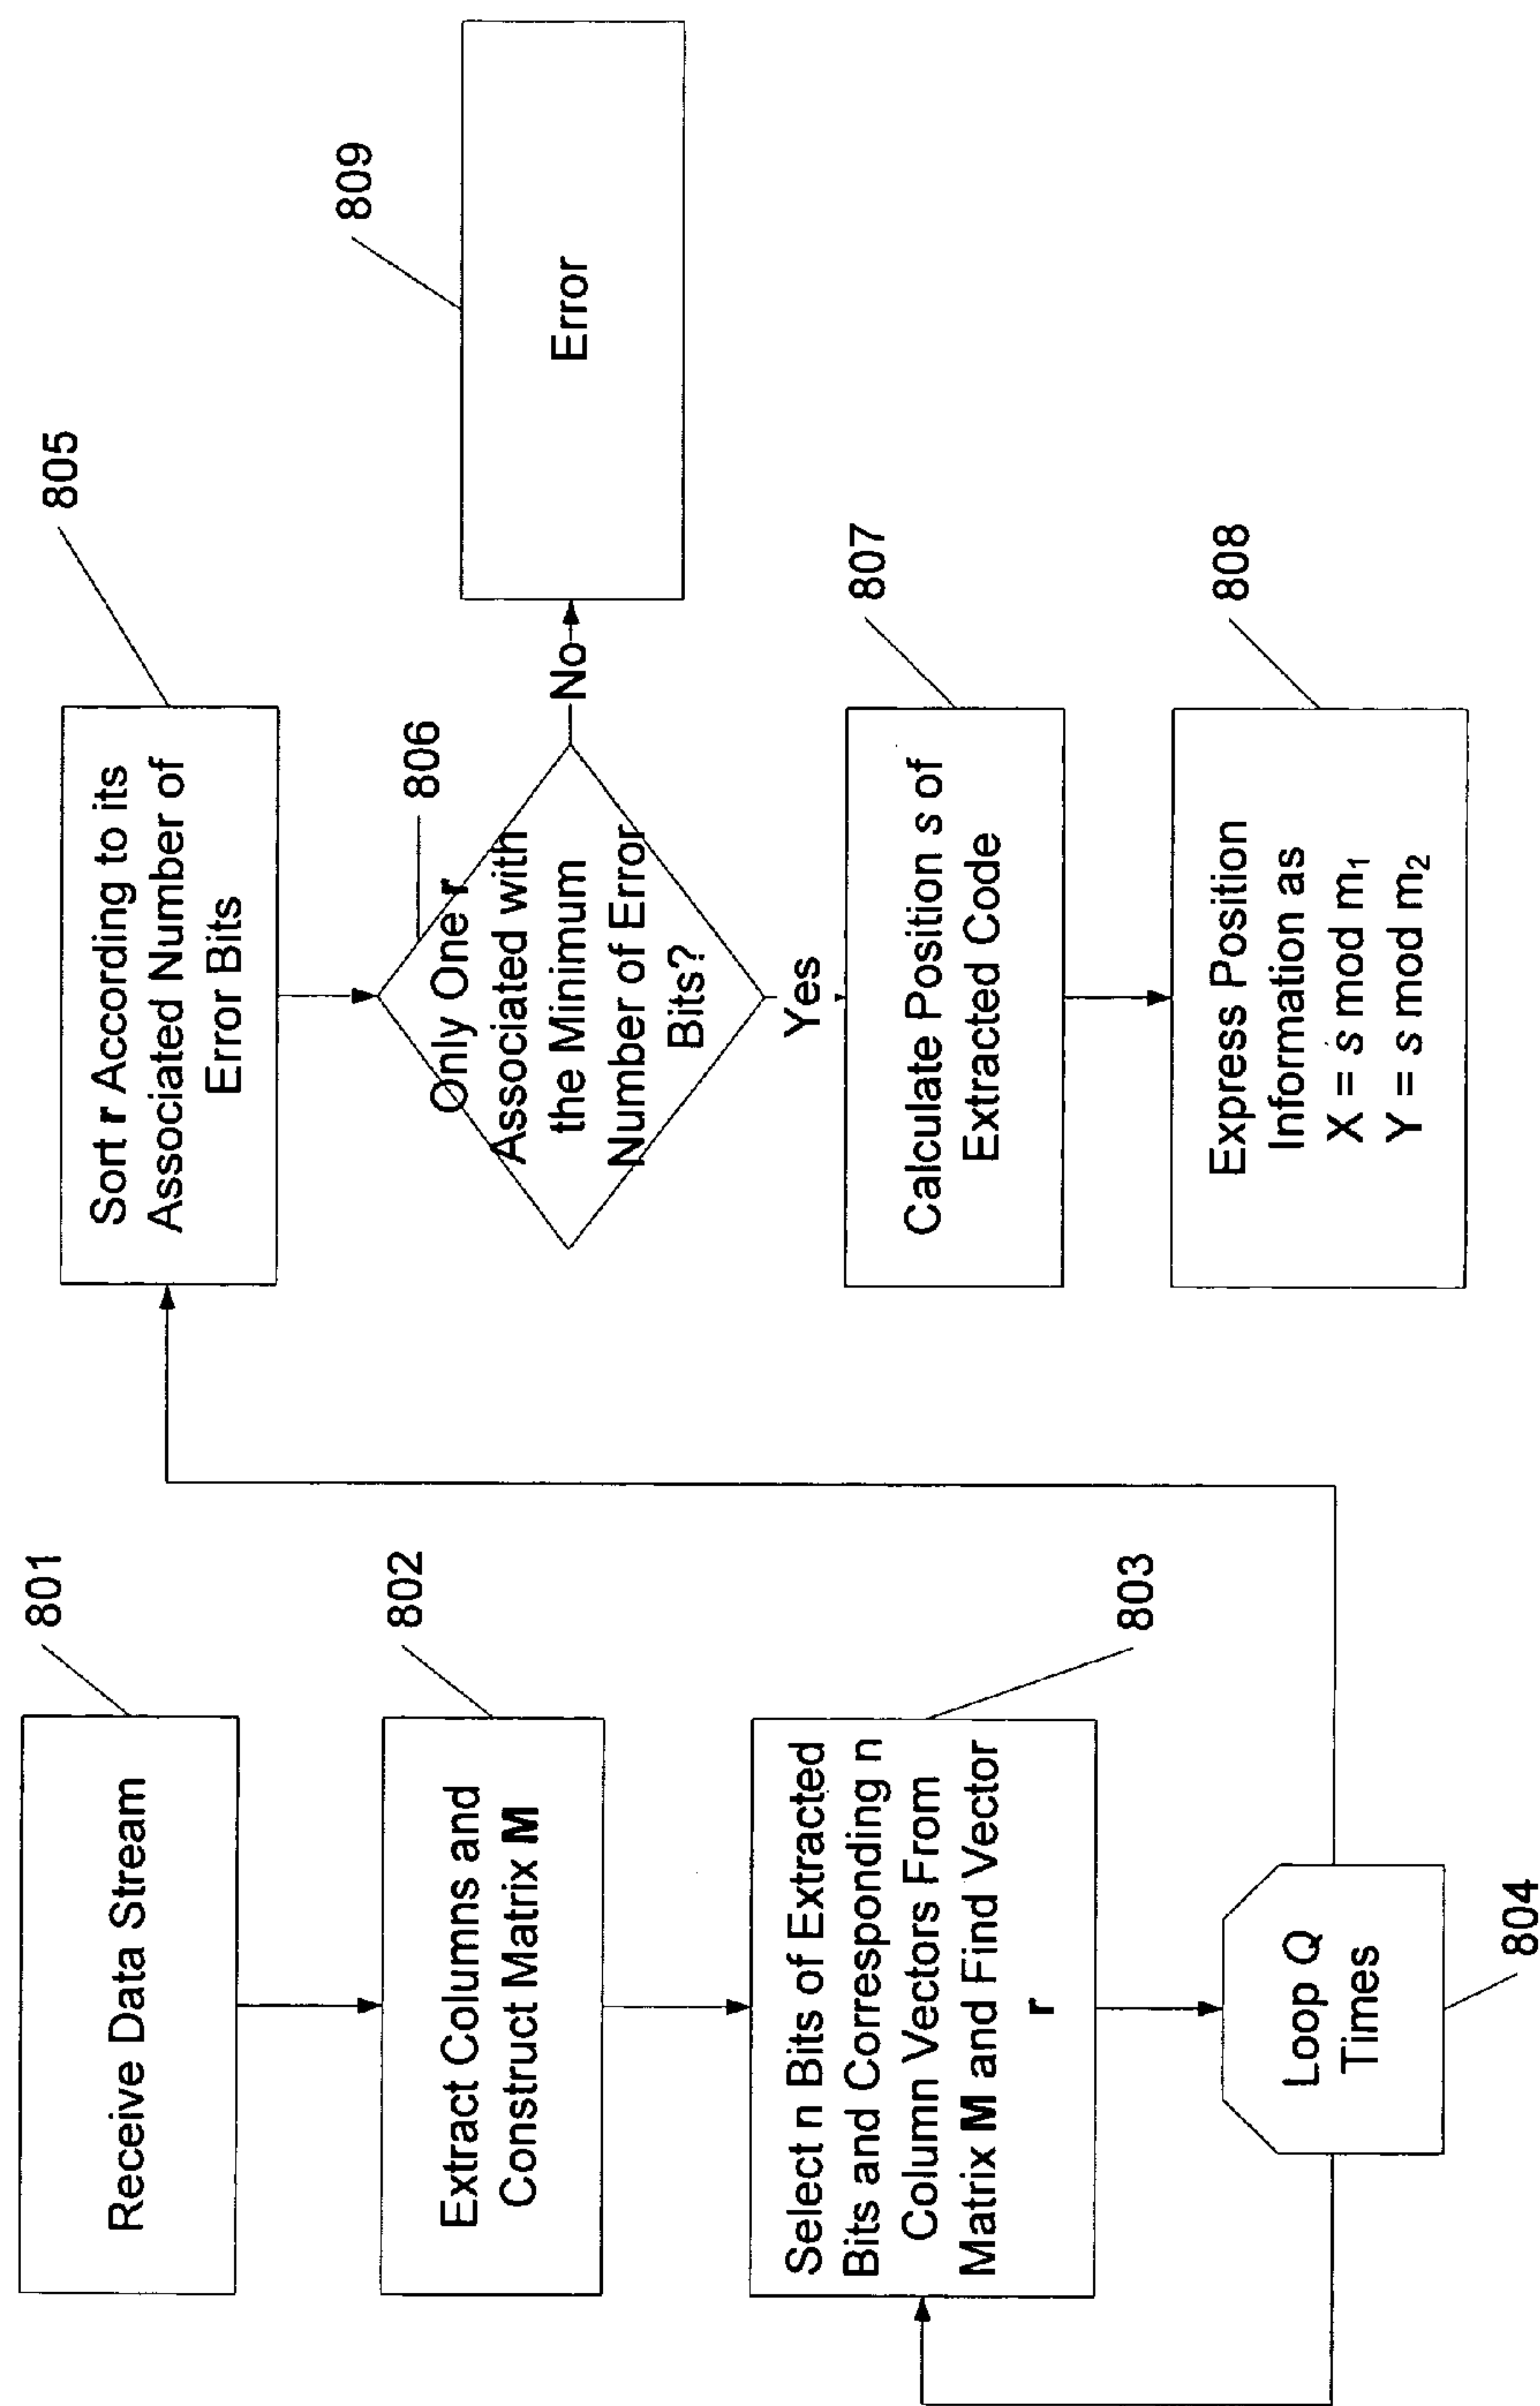 801
Receive Data Stream
802
Extract Columns and
Construct Matrix M
803
Select n Bits of Extracted
Bits and Corresponding n
Column Vectors From
Matrix M and Find Vector
r
Loop Q
Times
804
805
Sort r According to its
Associated Number of
Error Bits
806
Only One r
Associated with
the Minimum
Number of Error
Bits?
No
809
Error
Yes
807
Calculate Position s of
Extracted Code
808
Express Position
Information as
X = s mod m₁
Y = s mod m₂